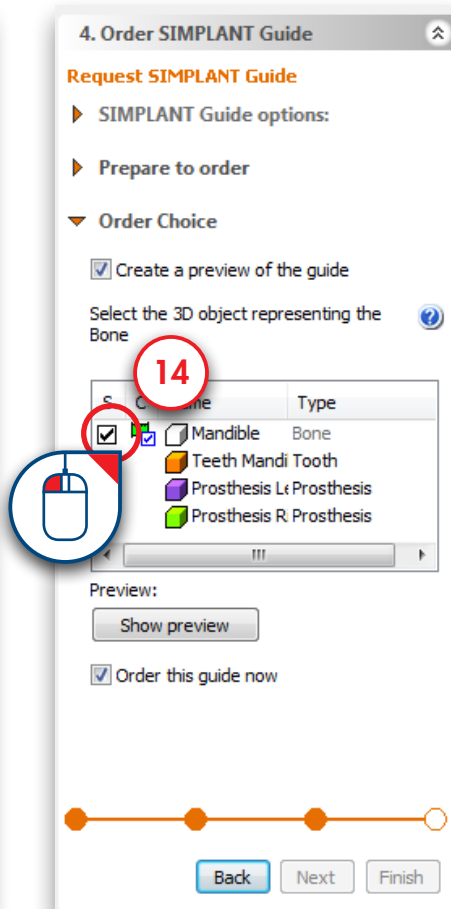 4. Order SIMPLANT Guide
Request SIMPLANT Guide
SIMPLANT Guide options:
Prepare to order
Order Choice
Create a preview of the guide
Select the 3D object representing the
Bone
14
S C Type
Mandible Bone
Teeth Mandi Tooth
Prosthesis Le Prosthesis
Prosthesis Ri Prosthesis
Preview:
Show preview
Order this guide now
Back Next Finish